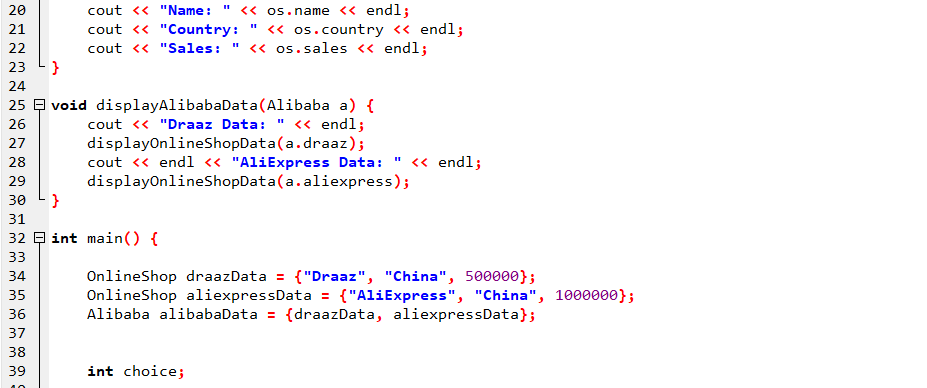 20 cout << "Name: " << os.name << endl;
21 cout << "Country: " << os.country << endl;
22 cout << "Sales: " << os.sales << endl;
23 }
24
25 void displayAlibabaData(Alibaba a) {
26 cout << "Draaz Data: " << endl;
27 displayOnlineShopData(a.draaz);
28 cout << endl << "AliExpress Data: " << endl;
29 displayOnlineShopData(a.aliexpress);
30 }
31
32 int main() {
33
34 OnlineShop draazData = {"Draaz", "China", 500000};
35 OnlineShop aliexpressData = {"AliExpress", "China", 1000000};
36 Alibaba alibabaData = {draazData, aliexpressData};
37
38
39 int choice;